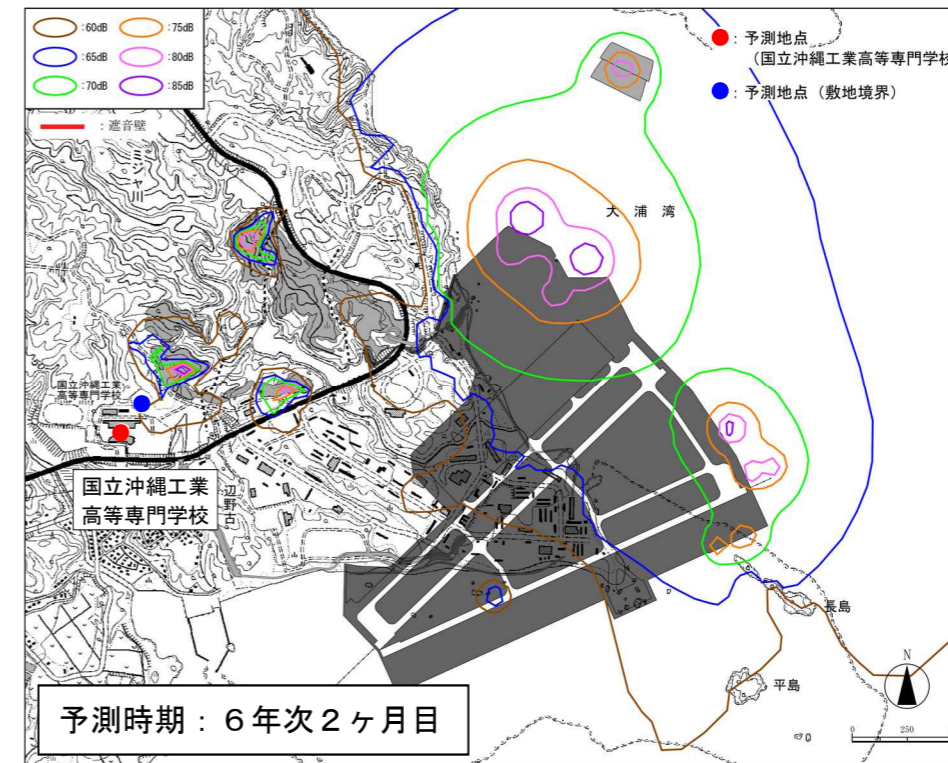 :60dB
:75dB
:65dB
:80dB
:70dB
:85dB
:遮音壁
:予測地点
(国立沖縄工業高等専門学校
:予測地点(敷地境界)
ミジャ川
大浦湾
国立沖縄工業
高等専門学校
国立沖縄工業
高等専門学校
辺野古
長島
平島
N
0
250
予測時期:6年次2ヶ月目